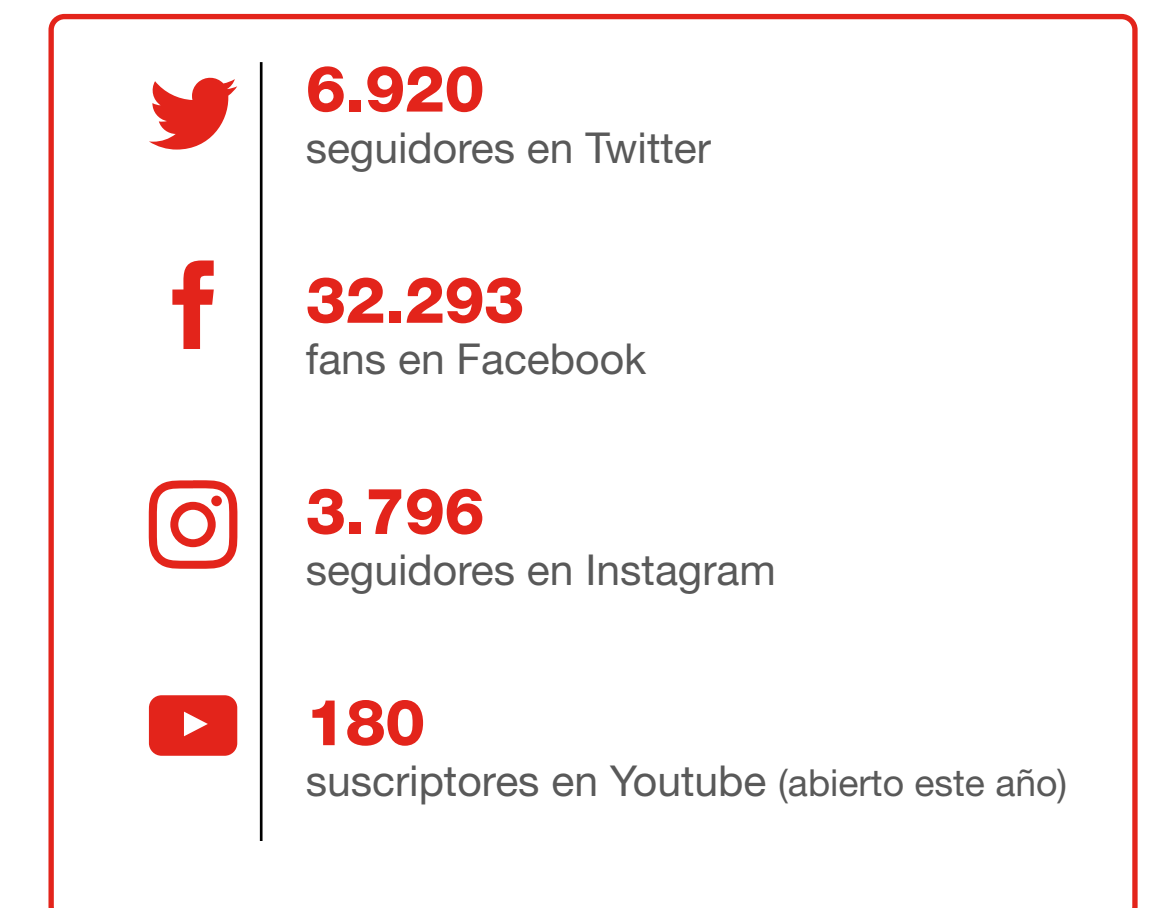 6.920
seguidores en Twitter
32.293
fans en Facebook
3.796
seguidores en Instagram
180
suscriptores en Youtube (abierto este año)